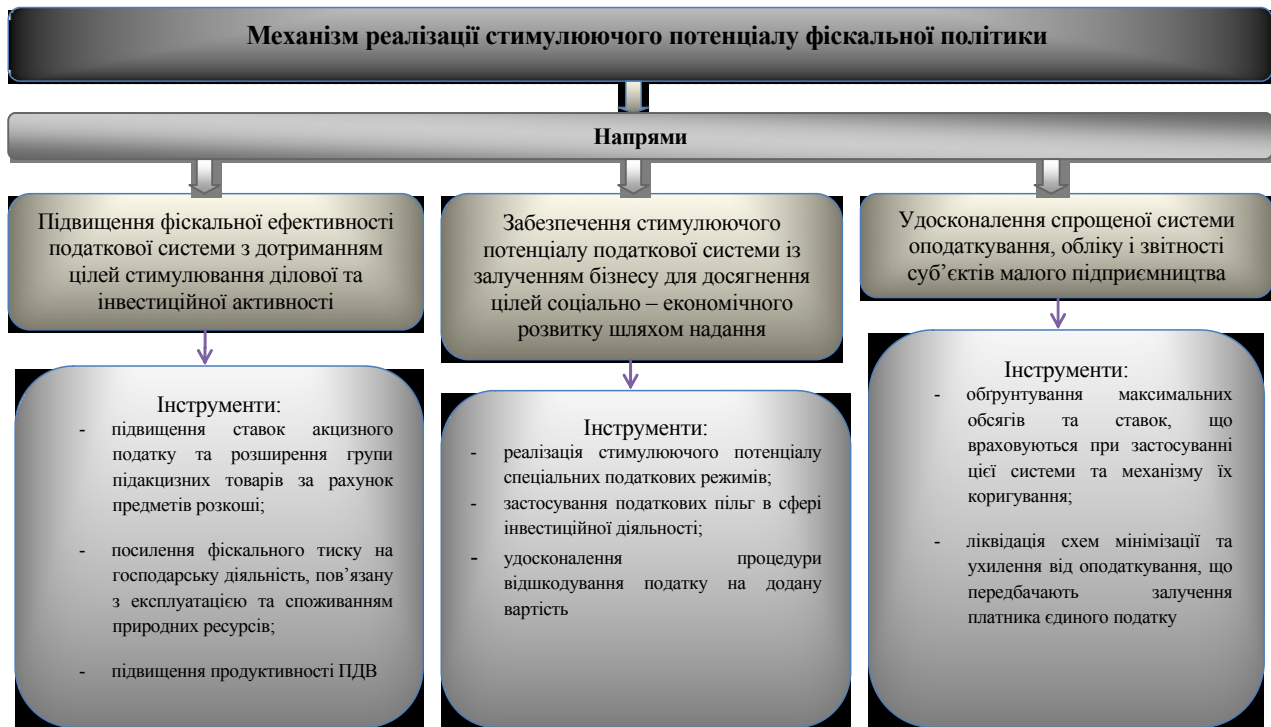 Механізм реалізації стимулюючого потенціалу фіскальної політики
Напрями
Підвищення фіскальної ефективності
податкової системи з дотриманням
цілей стимулювання ділової та
інвестиційної активності
Інструменти:
- підвищення ставок акцизного
податку та розширення групи
підакцизних товарів за рахунок
предметів розкоші;
- посилення фіскального тиску на
господарську діяльність, пов’язану
з експлуатацією та споживанням
природних ресурсів;
- підвищення продуктивності ПДВ
Забезпечення стимулюючого
потенціалу податкової системи із
залученням бізнесу для досягнення
цілей соціально – економічного
розвитку шляхом надання
Інструменти:
- реалізація стимулюючого потенціалу
спеціальних податкових режимів;
- застосування податкових пільг в сфері
інвестиційної діяльності;
- удосконалення процедури
відшкодування податку на додану
вартість
Удосконалення спрощеної системи
оподаткування, обліку і звітності
суб’єктів малого підприємництва
Інструменти:
- обґрунтування максимальних
обсягів та ставок, що
враховуються при застосуванні
цієї системи та механізму їх
коригування;
- ліквідація схем мінімізації та
ухилення від оподаткування, що
передбачають залучення
платника єдиного податку